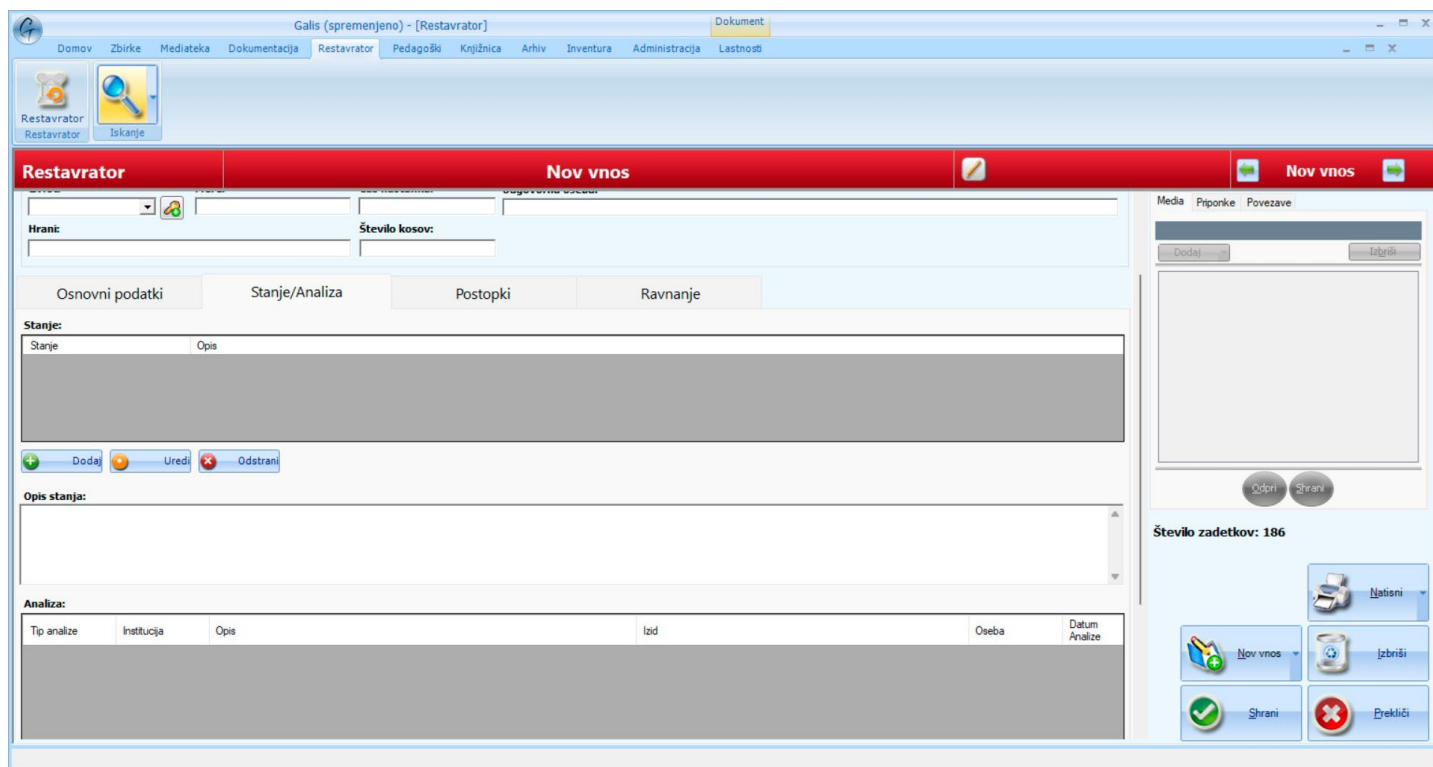 Galis (spremenjeno) - [Restavrator]
Dokument
Domov Zbirke Mediateka Dokumentacija Restavrator Pedagoški Knjižnica Arhiv Inventura Administracija Lastnosti
Restavrator
Restavrator
Iskanje
Restavrator
Nov vnos
Nov vnos
Hrani:
Število kosov:
Osnovni podatki
Stanje/Analiza
Postopki
Ravnanje
Stanje:
Stanje
Opis
Dodaj
Uredi
Odstrani
Opis stanja:
Analiza:
Tip analize
Institucija
Opis
Izid
Oseba
Datum
Analize
Media Priponke Povezave
Dodaj
Izbriši
Odpri
Shrani
Število zadetkov: 186
Natisni
Nov vnos
Izbriši
Shrani
Prekliči